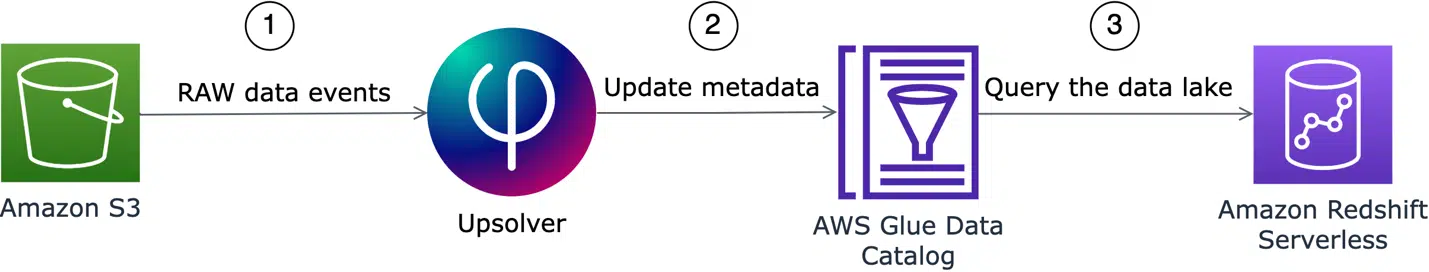 1
2
3
RAW data events
Update metadata
Query the data lake
Amazon S3
Upsolver
AWS Glue Data
Catalog
Amazon Redshift
Serverless